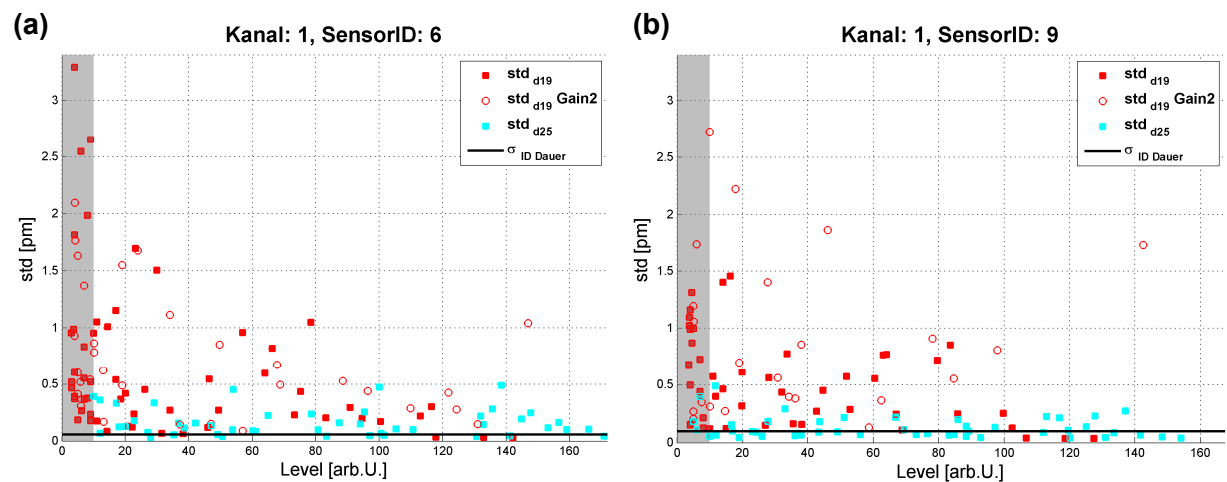 (a)
Kanal: 1, SensorID: 6
std [pm]
3
2.5
2
1.5
1
0.5
0
0 20 40 60 80 100 120 140 160
Level [arb.U.]
std d19
std d19 Gain2
std d25
σ ID Dauer
(b)
Kanal: 1, SensorID: 9
std [pm]
3
2.5
2
1.5
1
0.5
0
0 20 40 60 80 100 120 140 160
Level [arb.U.]
std d19
std d19 Gain2
std d25
σ ID Dauer